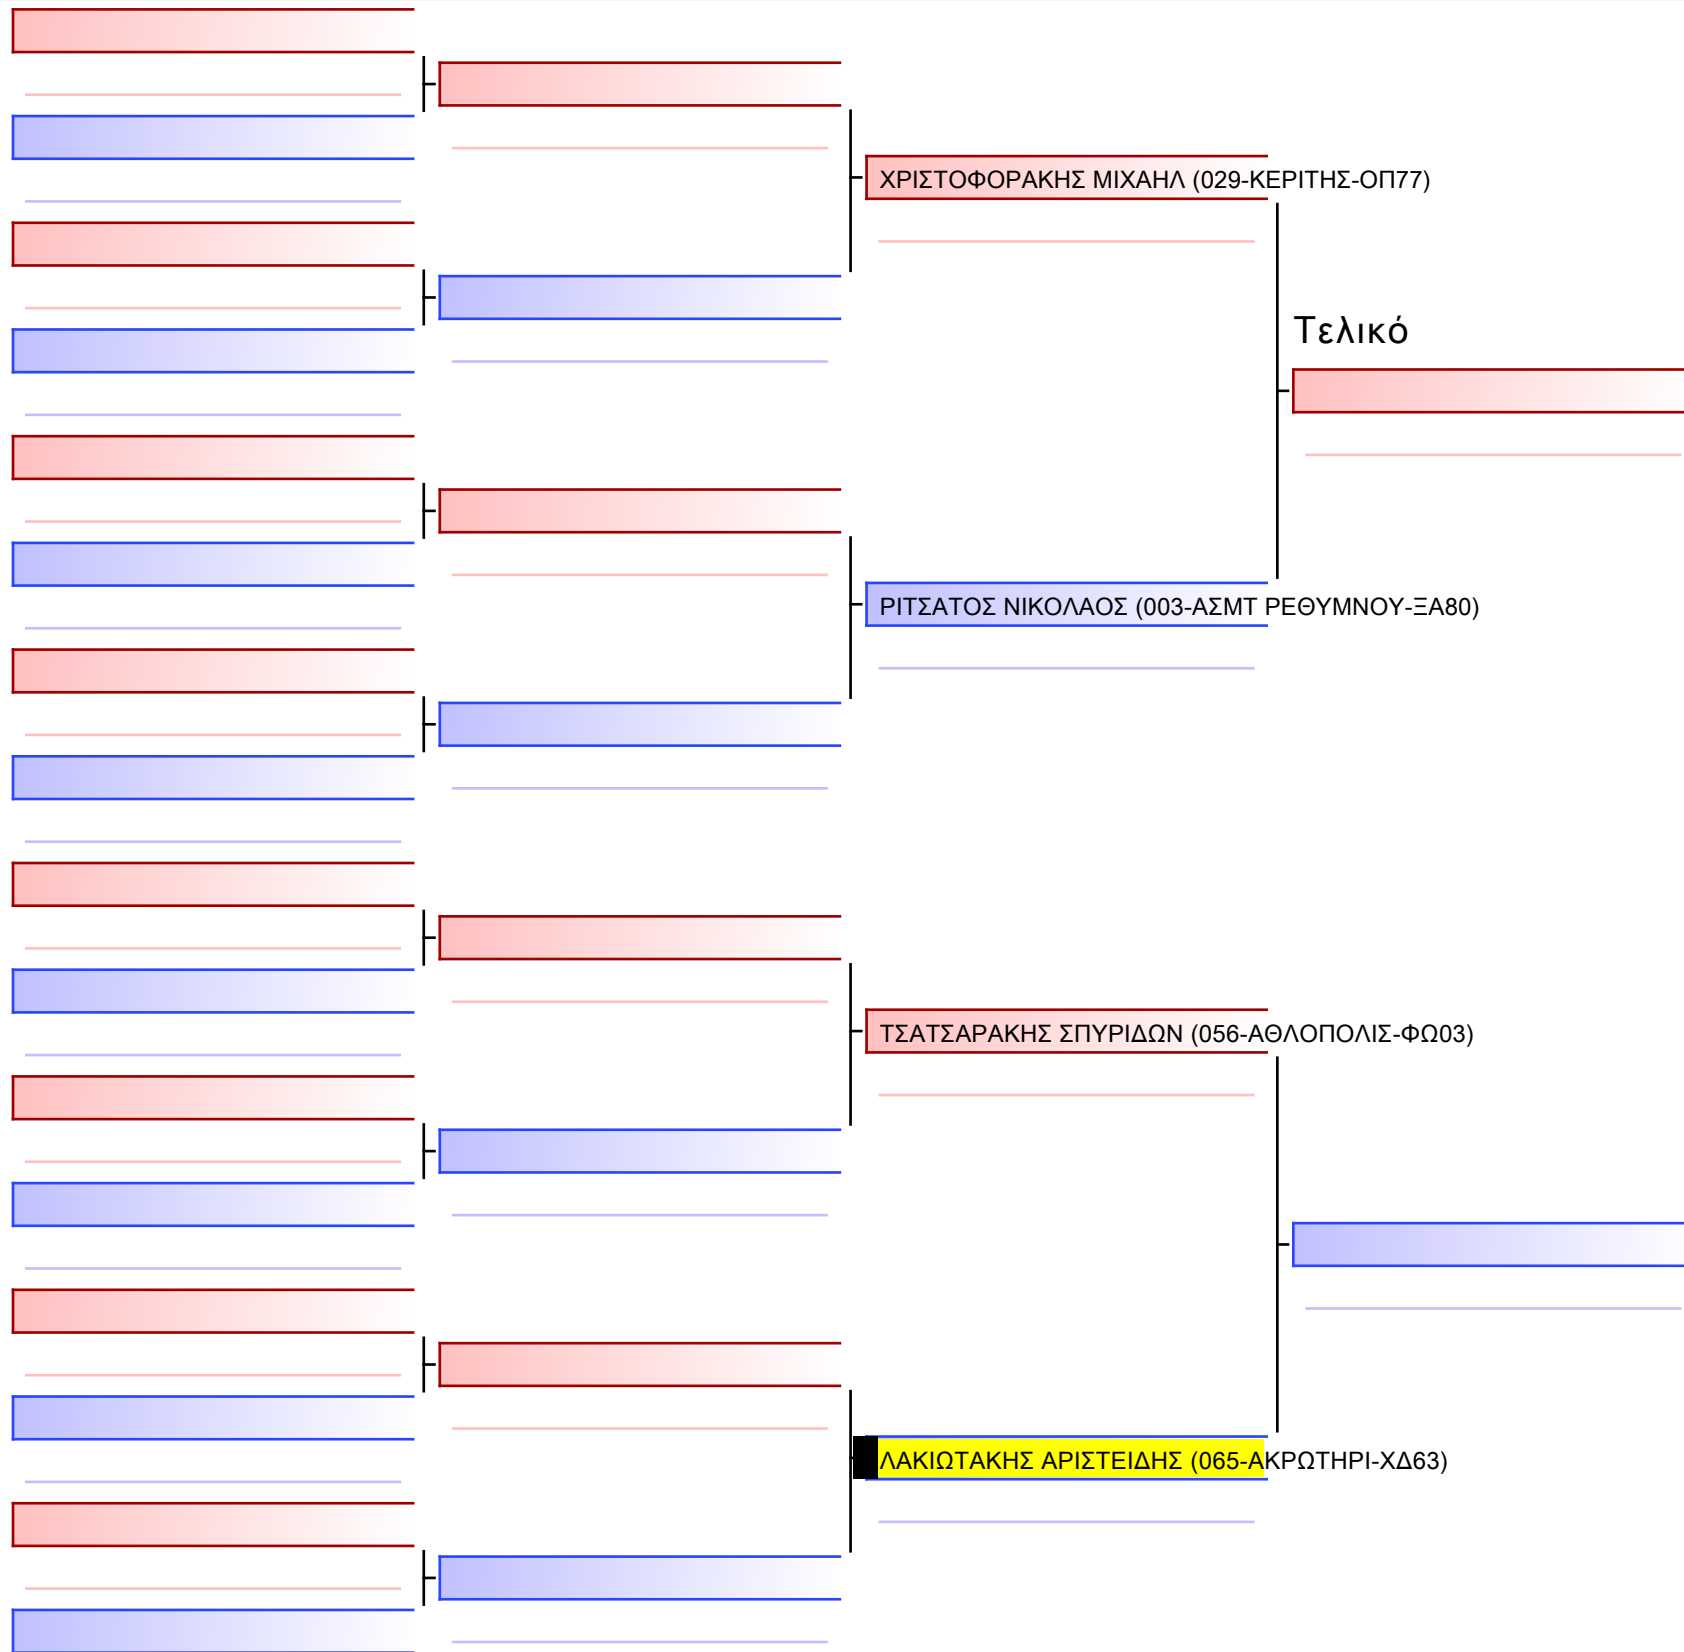 ΧΡΙΣΤΟΦΟΡΑΚΗΣ ΜΙΧΑΗΛ (029-ΚΕΡΙΤΗΣ-ΟΠ77)
Τελικό
ΡΙΤΣΑΤΟΣ ΝΙΚΟΛΑΟΣ (003-ΑΣΜΤ ΡΕΘΥΜΝΟΥ-ΞΑ80)
ΤΣΑΤΣΑΡΑΚΗΣ ΣΠΥΡΙΔΩΝ (056-ΑΘΛΟΠΟΛΙΣ-ΦΩ03)
ΛΑΚΙΩΤΑΚΗΣ ΑΡΙΣΤΕΙΔΗΣ (065-ΑΚΡΩΤΗΡΙ-ΧΔ63)